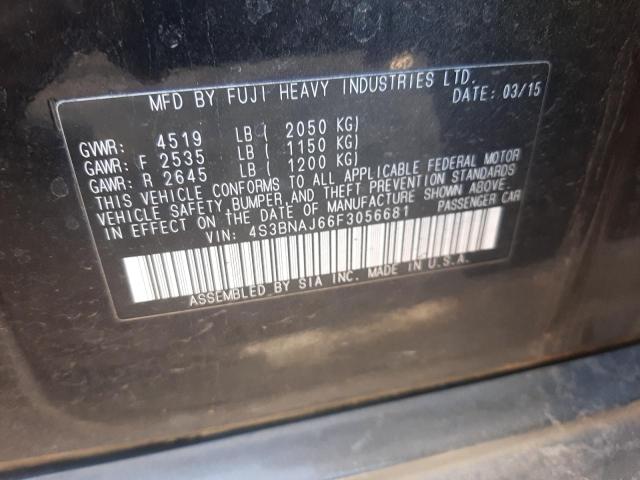 MFD BY FUJI HEAVY INDUSTRIES LTD.
DATE: 03/15
GVWR: 4519 LB ( 2050 KG)
GAWR: F 2535 LB ( 1150 KG)
GAWR: R 2645 LB ( 1200 KG)
THIS VEHICLE CONFORMS TO ALL APPLICABLE FEDERAL MOTOR
VEHICLE SAFETY, BUMPER, AND THEFT PREVENTION STANDARDS
IN EFFECT ON THE DATE OF MANUFACTURE SHOWN ABOVE.
VIN: 4S3BNAJ66F3056681 PASSENGER CAR
ASSEMBLED BY SIA INC. MADE IN U.S.A.